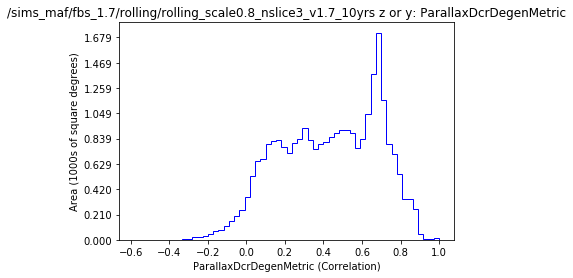 /sims_maf/fbs_1.7/rolling/rolling_scale0.8_nslice3_v1.7_10yrs z or y: ParallaxDcrDegenMetric
1.679
1.469
1.259
1.049
0.839
0.629
0.420
0.210
0.000
Area (1000s of square degrees)
−0.6 −0.4 −0.2 0.0 0.2 0.4 0.6 0.8 1.0
ParallaxDcrDegenMetric (Correlation)